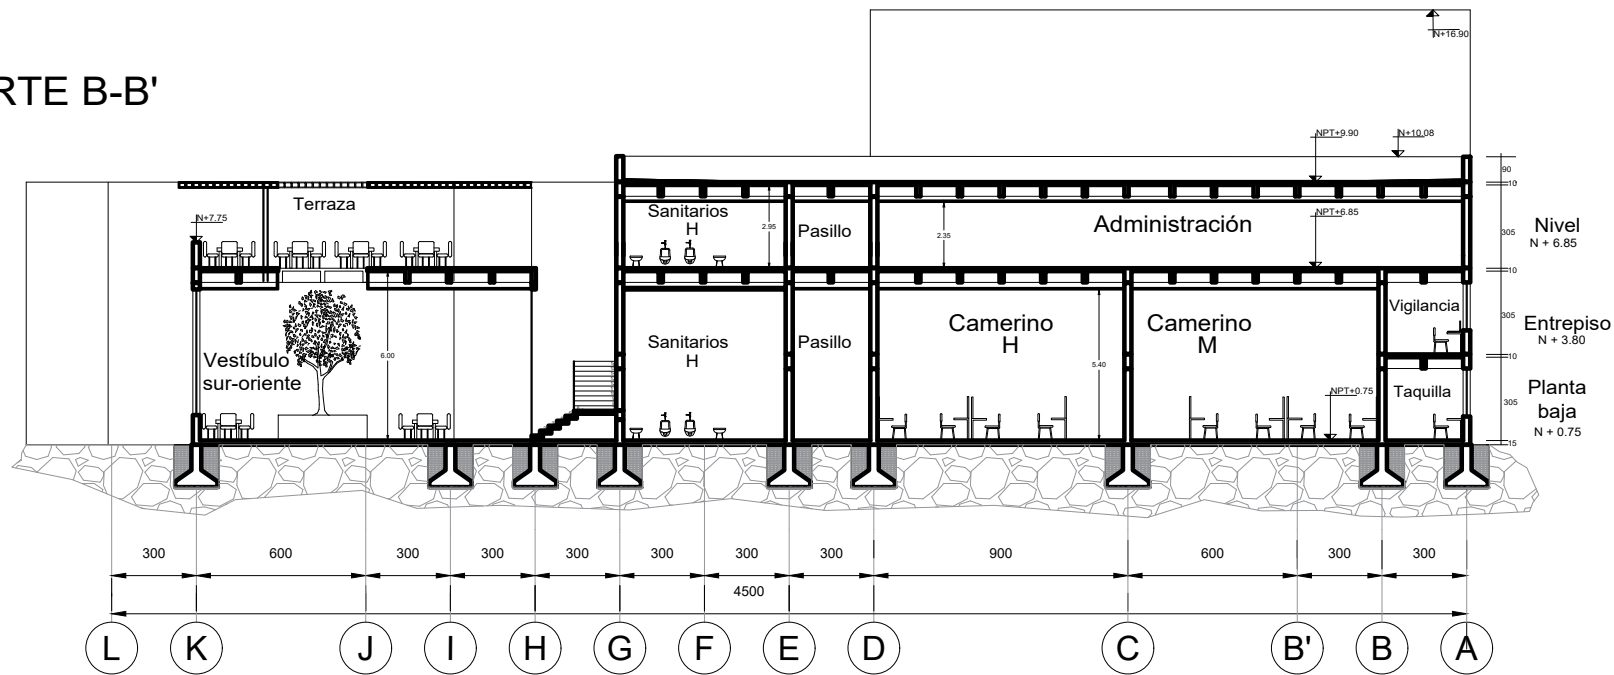 RTE B-B'
N+16.90
NPT+9.90
N+10.08
90
10
Terraza
N+7.75
Sanitarios
H
2.95
Pasillo
2.35
Administración
NPT+6.85
305
Nivel
N + 6.85
10
Vestíbulo
sur-oriente
6.00
Sanitarios
H
Pasillo
Camerino
H
5.40
Camerino
M
Vigilancia
305
Entrepiso
N + 3.80
10
NPT+0.75
Taquilla
305
Planta
baja
N + 0.75
15
300 600 300 300 300 300 300 300 900 600 300 300
4500
L K J I H G F E D C B' B A